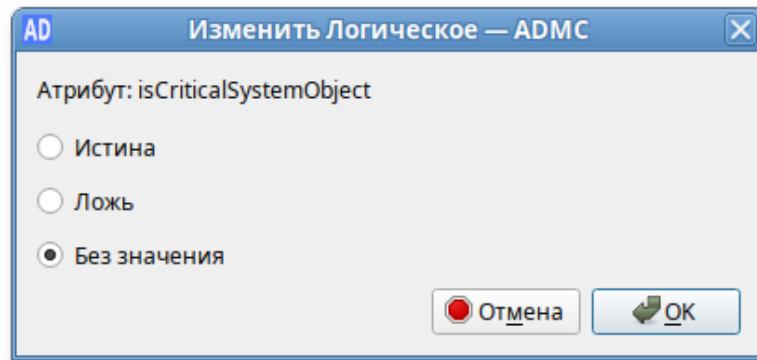 AD Изменить Логическое — ADMC
Атрибут: isCriticalSystemObject
Истина
Ложь
Без значения
Отмена OK